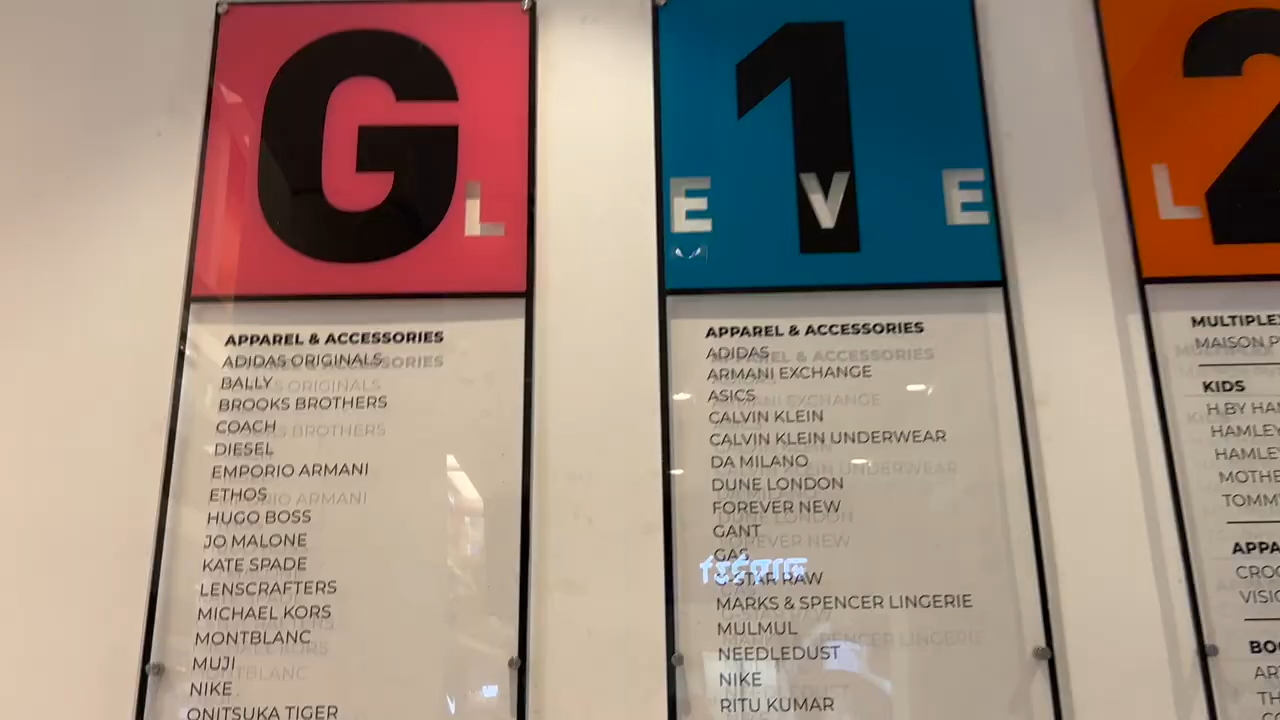 G
L
APPAREL & ACCESSORIES
ADIDAS ORIGINALS
BALLY
BROOKS BROTHERS
COACH
DIESEL
EMPORIO ARMANI
ETHOS
HUGO BOSS
JO MALONE
KATE SPADE
LENSCRAFTERS
MICHAEL KORS
MONTBLANC
MUJI
NIKE
ONITSUKA TIGER
1
E V E
APPAREL & ACCESSORIES
ADIDAS
ARMANI EXCHANGE
ASICS
CALVIN KLEIN
CALVIN KLEIN UNDERWEAR
DA MILANO
DUNE LONDON
FOREVER NEW
GANT
GAS
G-STAR RAW
MARKS & SPENCER LINGERIE
MULMUL
NEEDLEDUST
NIKE
RITU KUMAR
2
L
MAISON
KIDS
H.BY